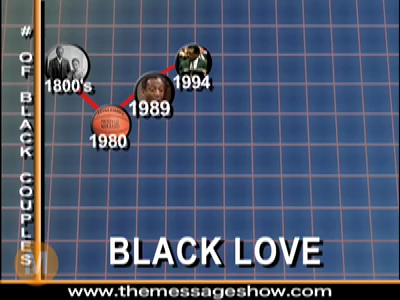 # OF BLACK COUPLES
1800's
1980
1989
1994
BLACK LOVE
M
www.themessageshow.com